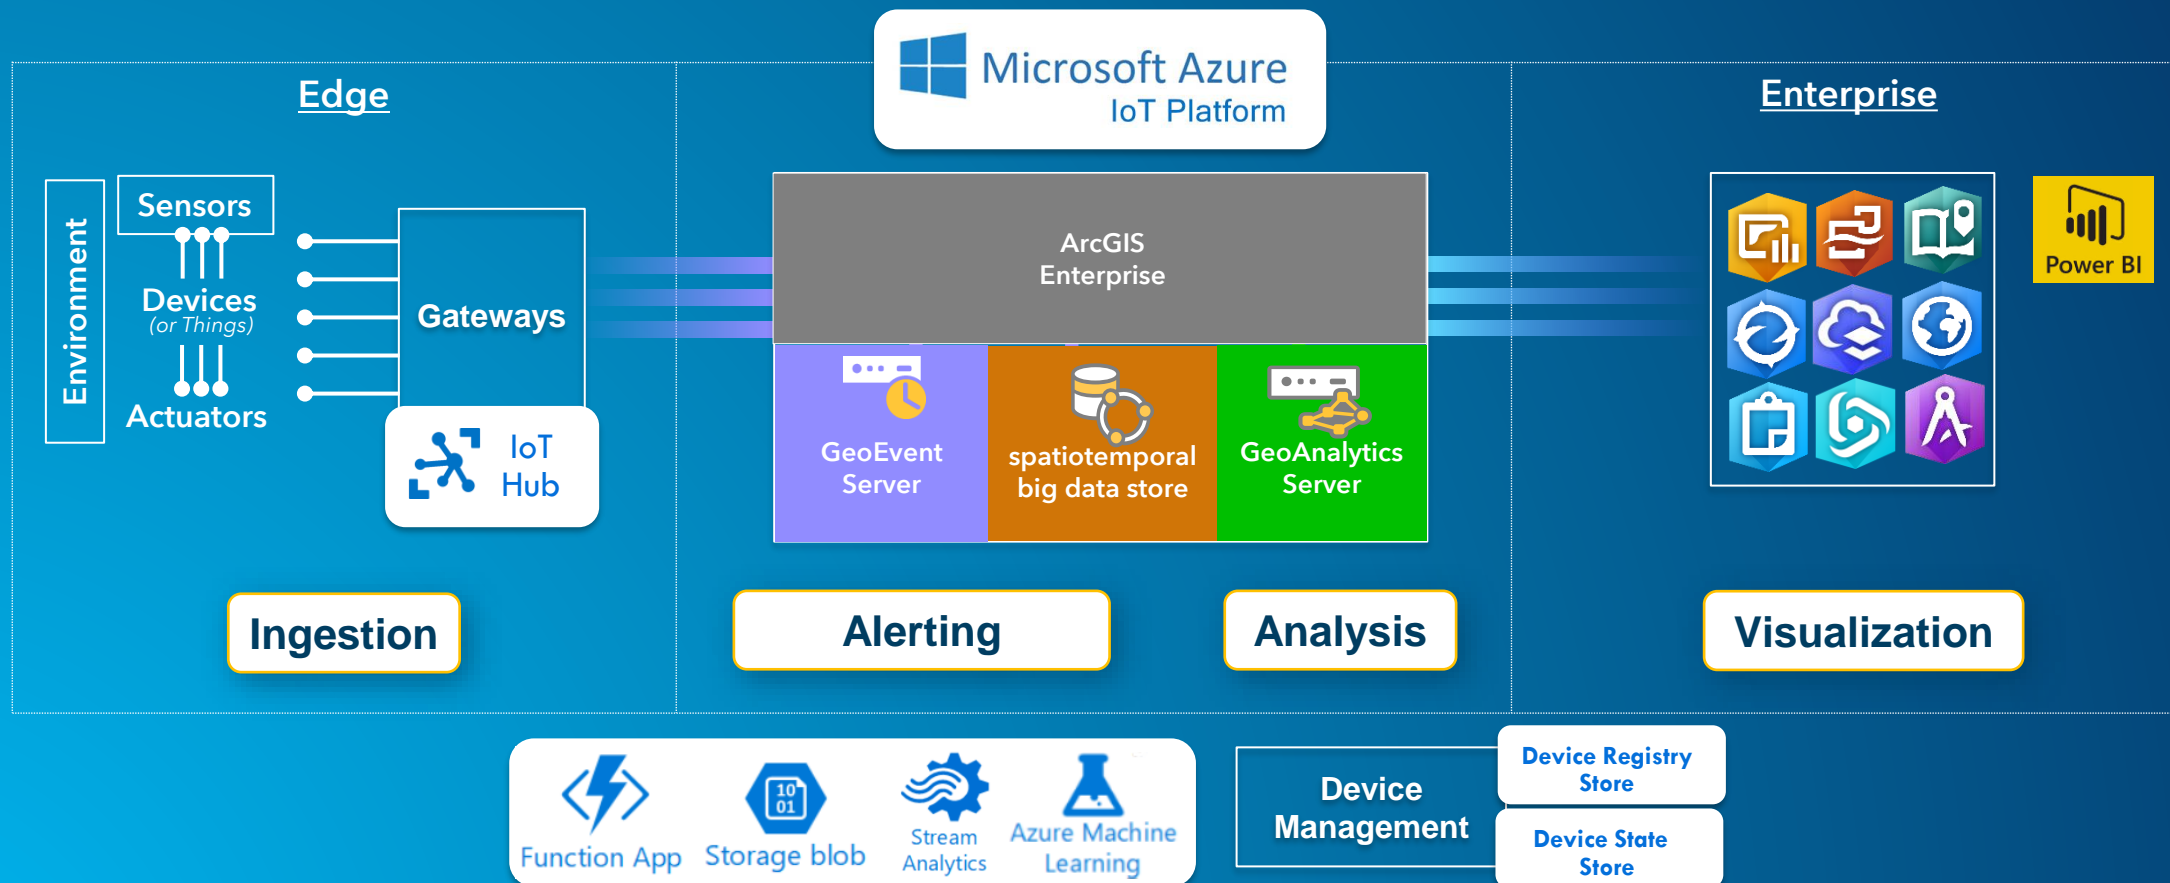 Microsoft Azure
IoT Platform
Edge
Enterprise
Environment
Sensors
Devices
(or Things)
Actuators
Gateways
IoT
Hub
ArcGIS
Enterprise
GeoEvent
Server
spatiotemporal
big data store
GeoAnalytics
Server
10
01
Power BI
Ingestion
Alerting
Analysis
Visualization
Function App
Storage blob
Stream
Analytics
Azure Machine
Learning
Device
Management
Device Registry
Store
Device State
Store